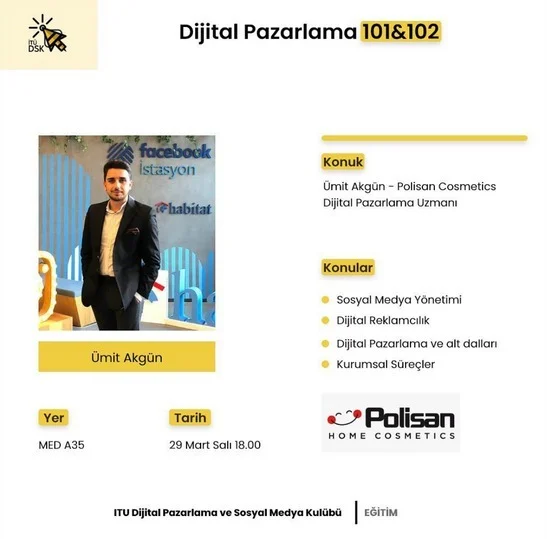 İTÜ
DSK
Dijital Pazarlama 101&102
facebook
İstasyon
habitat
Ümit Akgün
Konuk
Ümit Akgün - Polisan Cosmetics
Dijital Pazarlama Uzmanı
Konular
Sosyal Medya Yönetimi
Dijital Reklamcılık
Dijital Pazarlama ve alt dalları
Kurumsal Süreçler
Polisan
HOME COSMETICS
Yer
MED A35
Tarih
29 Mart Salı 18.00
ITU Dijital Pazarlama ve Sosyal Medya Kulübü
EĞİTİM